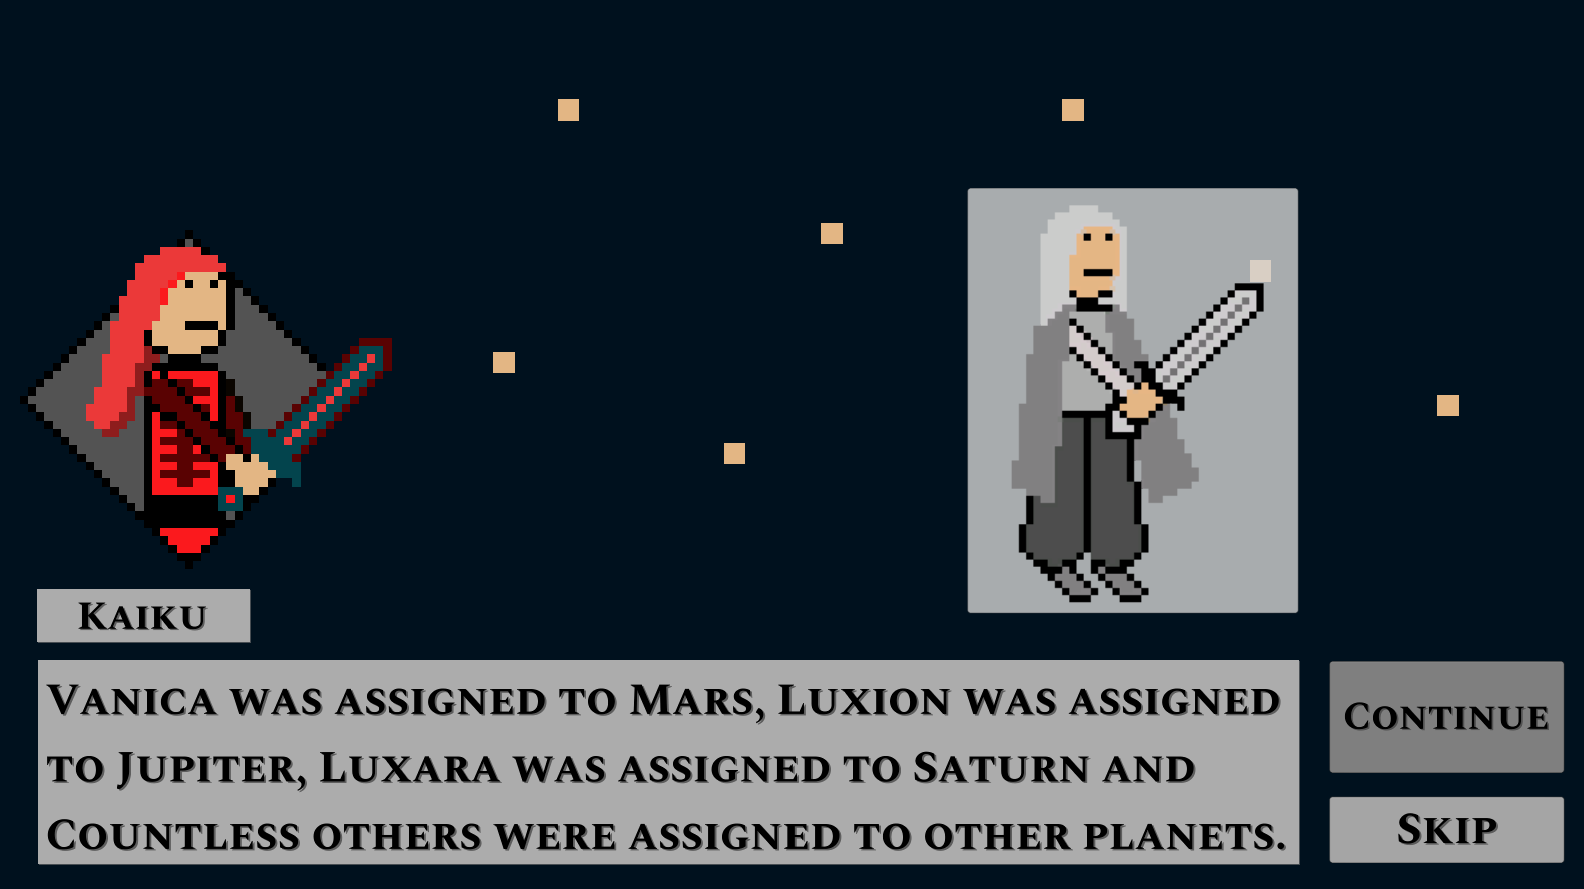 Kaiku
Vanica was assigned to Mars, Luxion was assigned
to Jupiter, Luxara was assigned to Saturn and
Countless others were assigned to other planets.
Continue
Skip